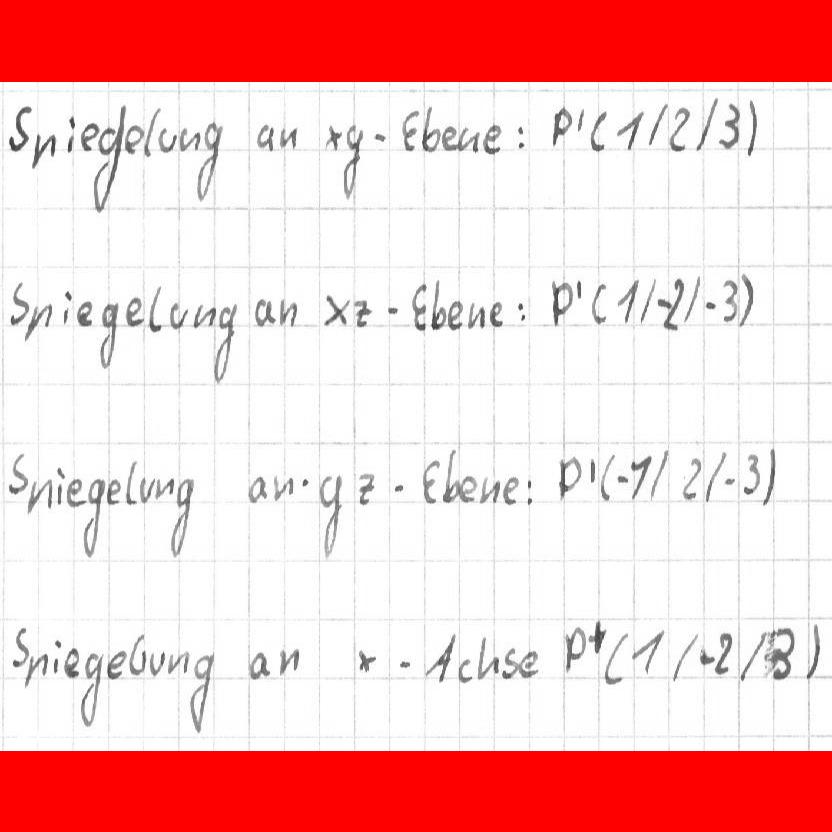 Spiegelung an xy-Ebene: P'(1/2/3)
Spiegelung an xz-Ebene: P'(1/-2/-3)
Spiegelung an yz-Ebene: P'(-1/2/-3)
Spiegelung an x-Achse P'(1/-2/3)